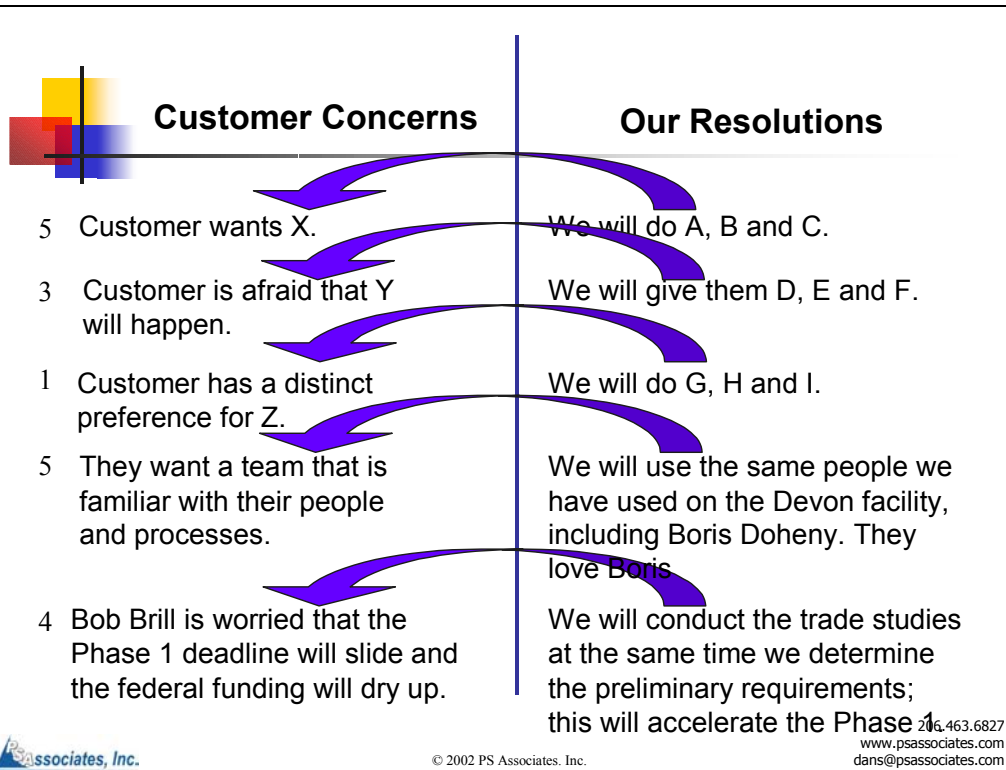 Customer Concerns
Our Resolutions
5 Customer wants X.
We will do A, B and C.
3 Customer is afraid that Y
will happen.
We will give them D, E and F.
1 Customer has a distinct
preference for Z.
We will do G, H and I.
5 They want a team that is
familiar with their people
and processes.
We will use the same people we
have used on the Devon facility,
including Boris Doheny. They
love Boris
4 Bob Brill is worried that the
Phase 1 deadline will slide and
the federal funding will dry up.
We will conduct the trade studies
at the same time we determine
the preliminary requirements;
this will accelerate the Phase 1.
PSAssociates, Inc.
© 2002 PS Associates. Inc.
206.463.6827
www.psassociates.com
dans@psassociates.com